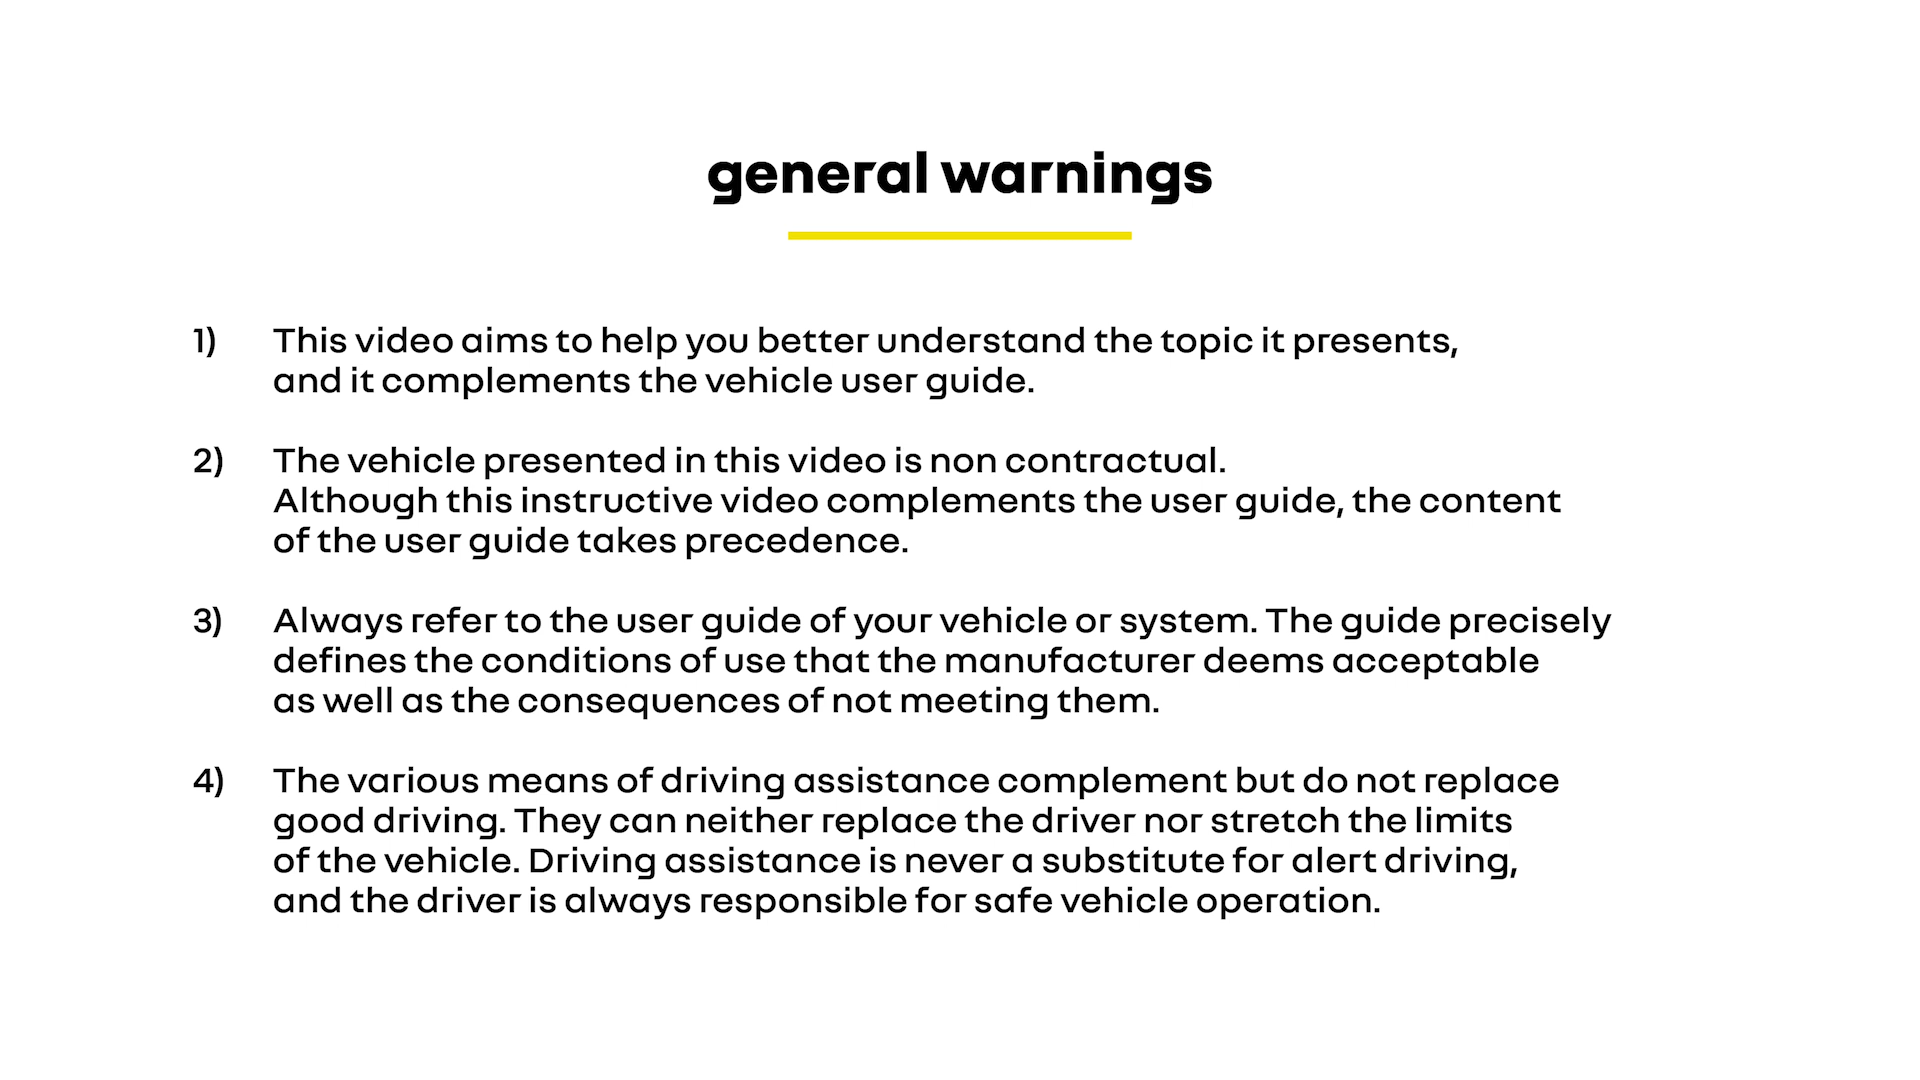 general warnings
1) This video aims to help you better understand the topic it presents,
and it complements the vehicle user guide.
2) The vehicle presented in this video is non contractual.
Although this instructive video complements the user guide, the content
of the user guide takes precedence.
3) Always refer to the user guide of your vehicle or system. The guide precisely
defines the conditions of use that the manufacturer deems acceptable
as well as the consequences of not meeting them.
4) The various means of driving assistance complement but do not replace
good driving. They can neither replace the driver nor stretch the limits
of the vehicle. Driving assistance is never a substitute for alert driving,
and the driver is always responsible for safe vehicle operation.